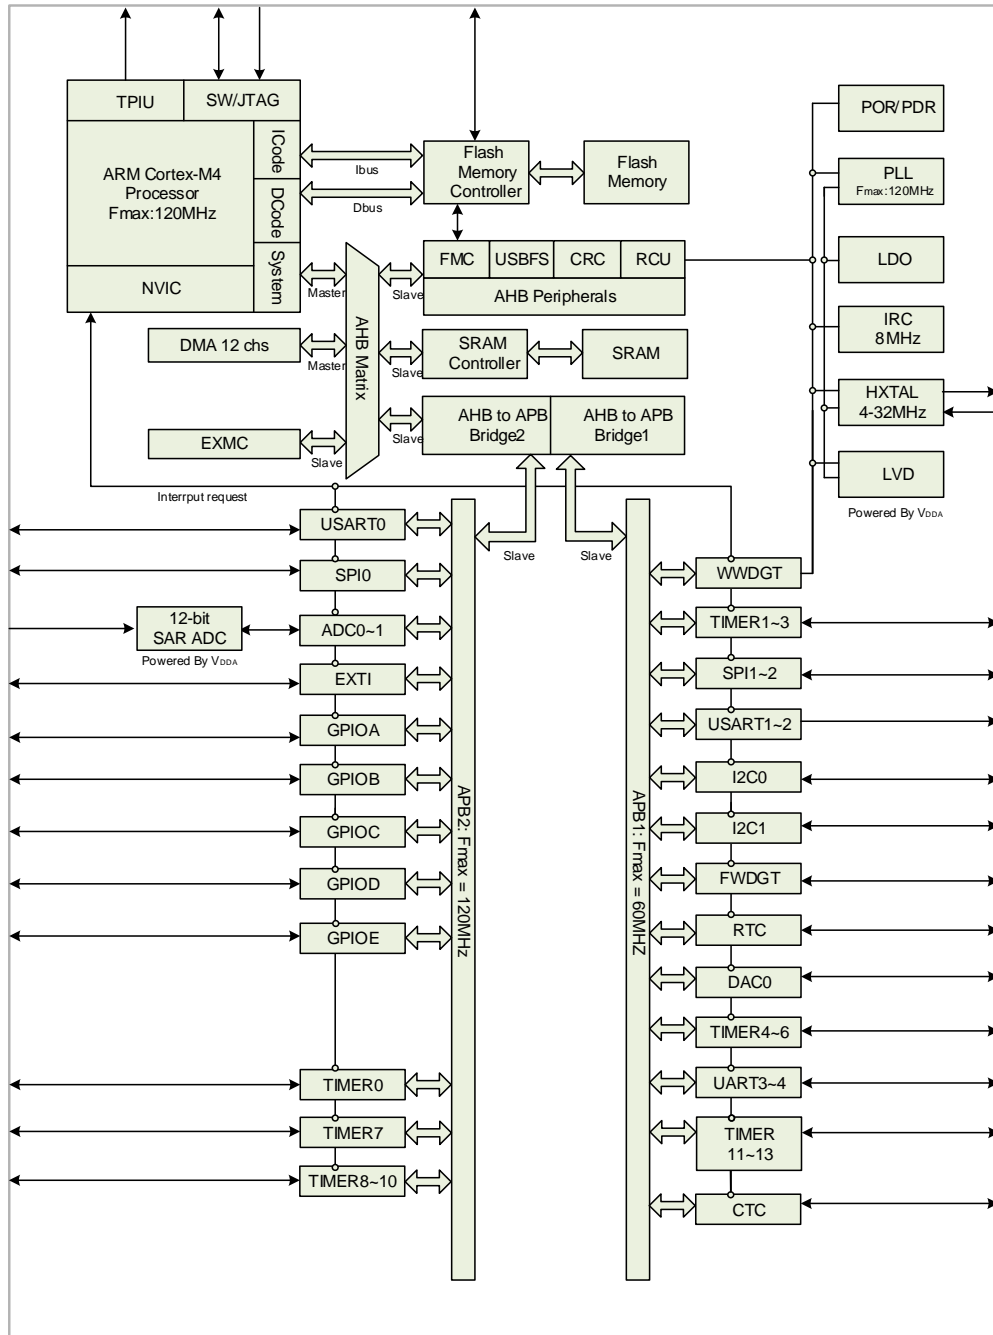 TPIU
SW/JTAG
POR/PDR
ARM Cortex-M4
Processor
Fmax:120MHz
ICode
DCode
System
NVIC
Ibus
Dbus
Flash
Memory
Controller
Flash
Memory
PLL
Fmax:120MHz
FMC
USBFS
CRC
RCU
AHB Peripherals
LDO
Master
Slave
AHB Matrix
IRC
8MHz
DMA 12 chs
Master
Slave
SRAM
Controller
SRAM
HXTAL
4-32MHz
EXMC
Slave
Slave
AHB to APB
Bridge2
AHB to APB
Bridge1
LVD
Powered By VDDA
Interrput request
Slave
Slave
USART0
SPI0
12-bit
SAR ADC
Powered By VDDA
ADC0~1
EXTI
GPIOA
GPIOB
GPIOC
GPIOD
GPIOE
TIMER0
TIMER7
TIMER8~10
APB2: Fmax = 120MHz
APB1: Fmax = 60MHZ
WWDGT
TIMER1~3
SPI1~2
USART1~2
I2C0
I2C1
FWDGT
RTC
DAC0
TIMER4~6
UART3~4
TIMER
11~13
CTC